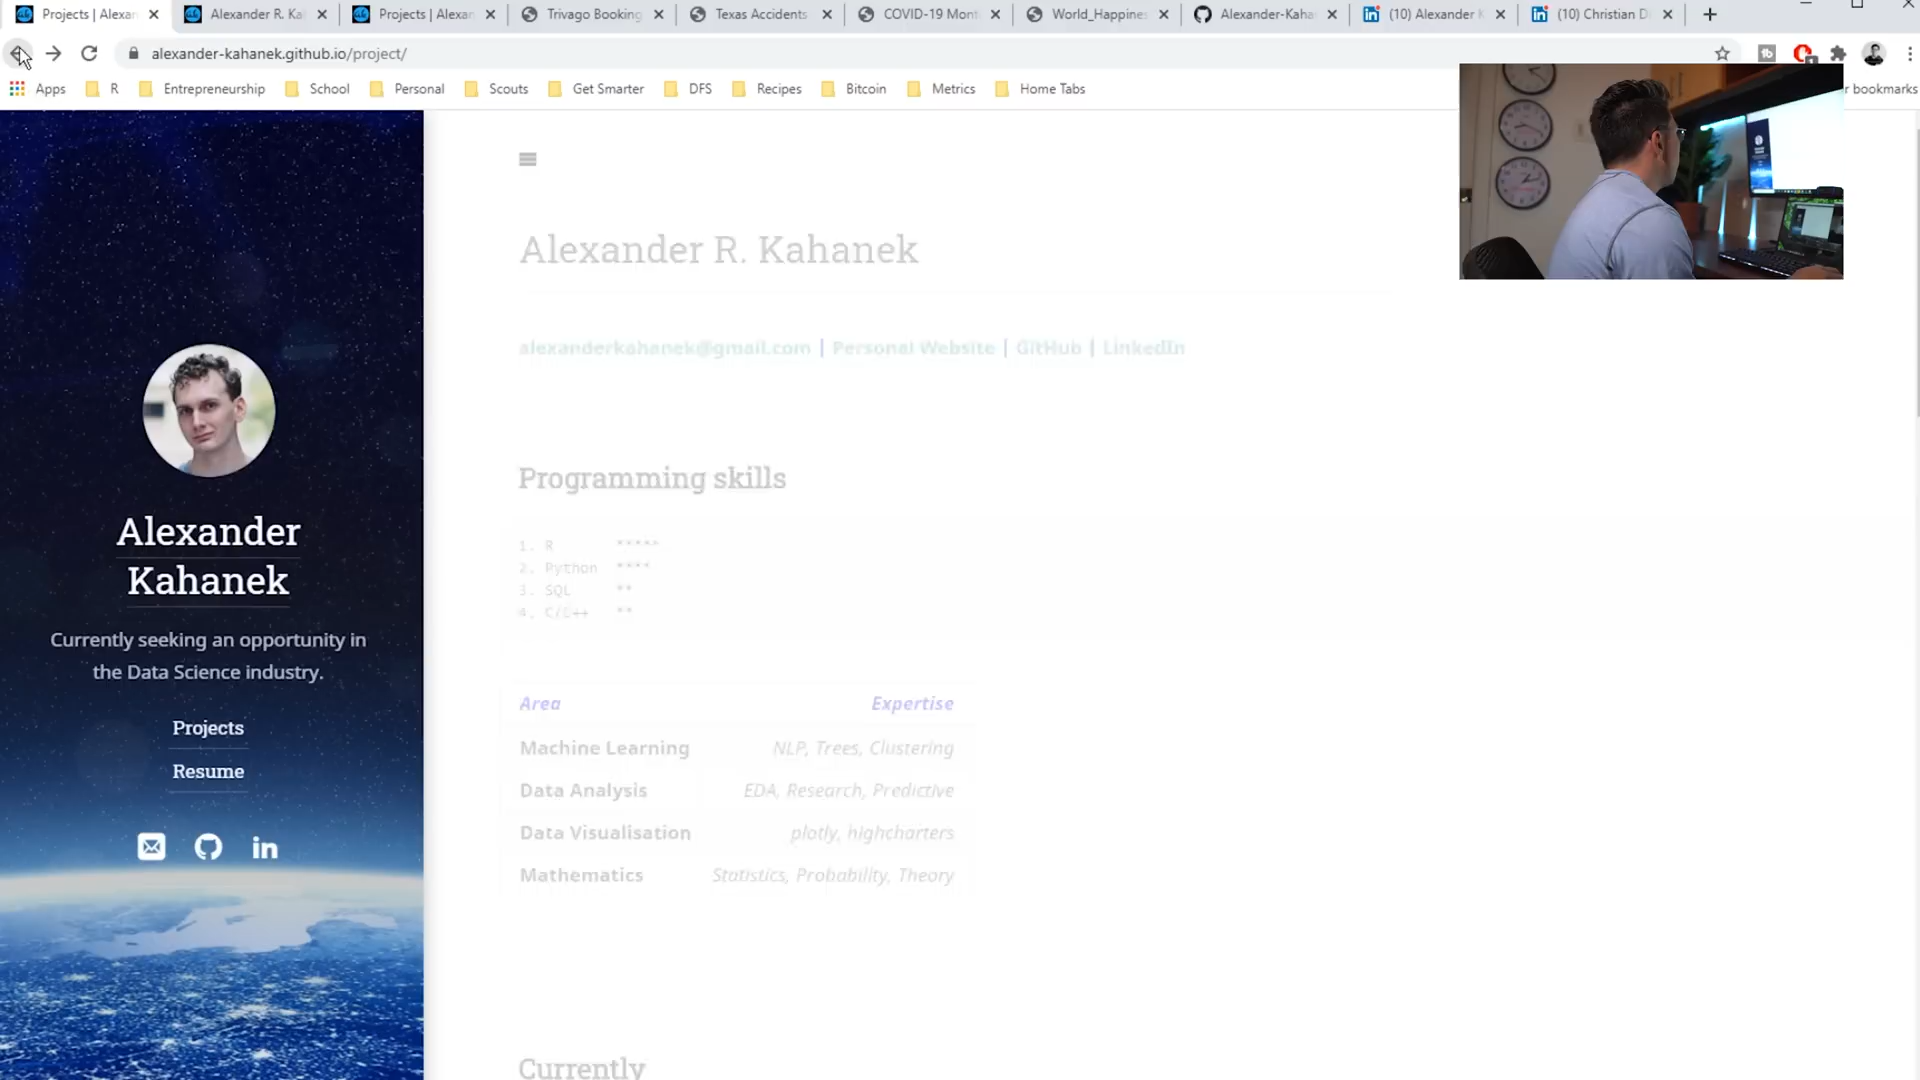 Projects | Alexan
Alexander R. Ka
Projects | Alexan
Trivago Booking
Texas Accidents
COVID-19 Mon
World_Happines
Alexander-Kaha
(10) Alexander K
(10) Christian D
alexander-kahanek.github.io/project/
Apps
R
Entrepreneurship
School
Personal
Scouts
Get Smarter
DFS
Recipes
Bitcoin
Metrics
Home Tabs
r bookmarks
Alexander
Kahanek
Currently seeking an opportunity in
the Data Science industry.
Projects
Resume
Alexander R. Kahanek
alexanderkahanek@gmail.com | Personal Website | GitHub | LinkedIn
Programming skills
1. R *****
2. Python ****
3. SQL **
4. C/C++ **
Area Expertise
Machine Learning NLP, Trees, Clustering
Data Analysis EDA, Research, Predictive
Data Visualisation plotly, highcharters
Mathematics Statistics, Probability, Theory
Currently